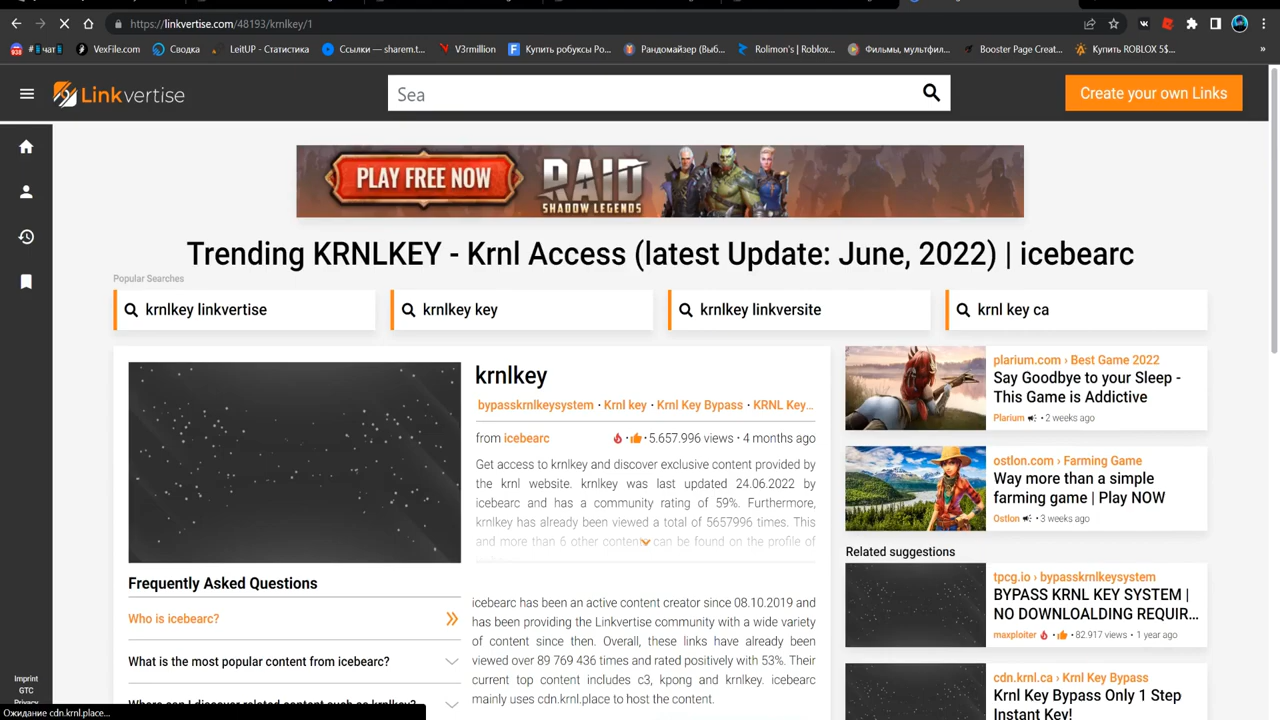 https://linkvertise.com/48193/krnlkey/1
VexFile.com
Сводка
LeitUP - Статистика
Ссылки — sharem.t...
V3rmillion
Купить робуксы Ро...
Рандомайзер (Выб...
Rolimon's | Roblox...
Фильмы, мультфил...
Booster Page Creat...
Купить ROBLOX 5$...
»
Linkvertise
Sea
Create your own Links
PLAY FREE NOW
RAID
SHADOW LEGENDS
Trending KRNLKEY - Krnl Access (latest Update: June, 2022) | icebearc
Popular Searches
krnlkey linkvertise
krnlkey key
krnlkey linkversite
krnl key ca
krnlkey
bypasskrnlkeysystem · Krnl key · Krnl Key Bypass · KRNL Key...
from icebearc
· 5.657.996 views · 4 months ago
Get access to krnlkey and discover exclusive content provided by
the krnl website. krnlkey was last updated 24.06.2022 by
icebearc and has a community rating of 59%. Furthermore,
krnlkey has already been viewed a total of 5657996 times. This
and more than 6 other content can be found on the profile of
Frequently Asked Questions
Who is icebearc?
What is the most popular content from icebearc?
Where can I discover related content such as krnlkey?
icebearc has been an active content creator since 08.10.2019 and
has been providing the Linkvertise community with a wide variety
of content since then. Overall, these links have already been
viewed over 89 769 436 times and rated positively with 53%. Their
current top content includes c3, kpong and krnlkey. icebearc
mainly uses cdn.krnl.place to host the content.
plarium.com › Best Game 2022
Say Goodbye to your Sleep -
This Game is Addictive
Plarium · 2 weeks ago
ostlon.com › Farming Game
Way more than a simple
farming game | Play NOW
Ostlon · 3 weeks ago
Related suggestions
tpcg.io › bypasskrnlkeysystem
BYPASS KRNL KEY SYSTEM |
NO DOWNLOALDING REQUIR...
maxploiter · 82.917 views · 1 year ago
cdn.krnl.ca › Krnl Key Bypass
Krnl Key Bypass Only 1 Step
Instant Key!
Imprint
GTC
Privacy
Ожидание cdn.krnl.place...